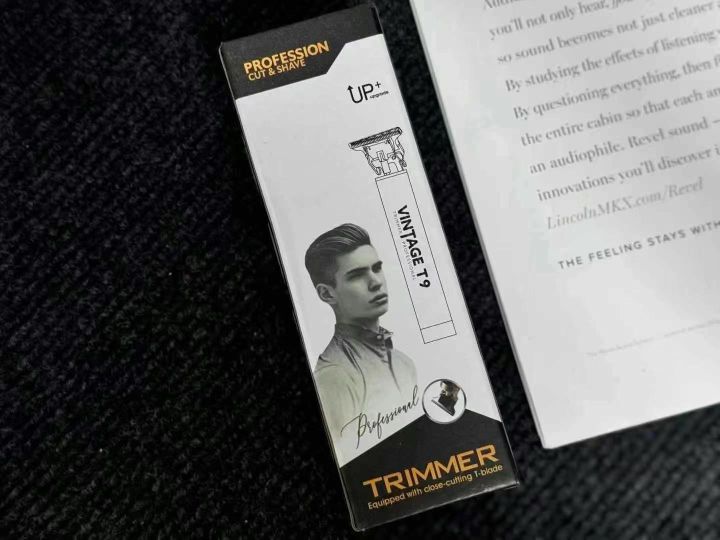 PROFESSION
CUT & SHAVE
UP+
upgrade
VINTAGE T9
Professional
TRIMMER
Equipped with close-cutting T-blade
you'll not only hear,
so sound becomes not just cleaner
By studying the effects of listening
By questioning everything, then
the entire cabin so that each
an audiophile. Revel sound –
innovations you'll discover
LincolnMKX.com/Revel
THE FEELING STAYS WITH